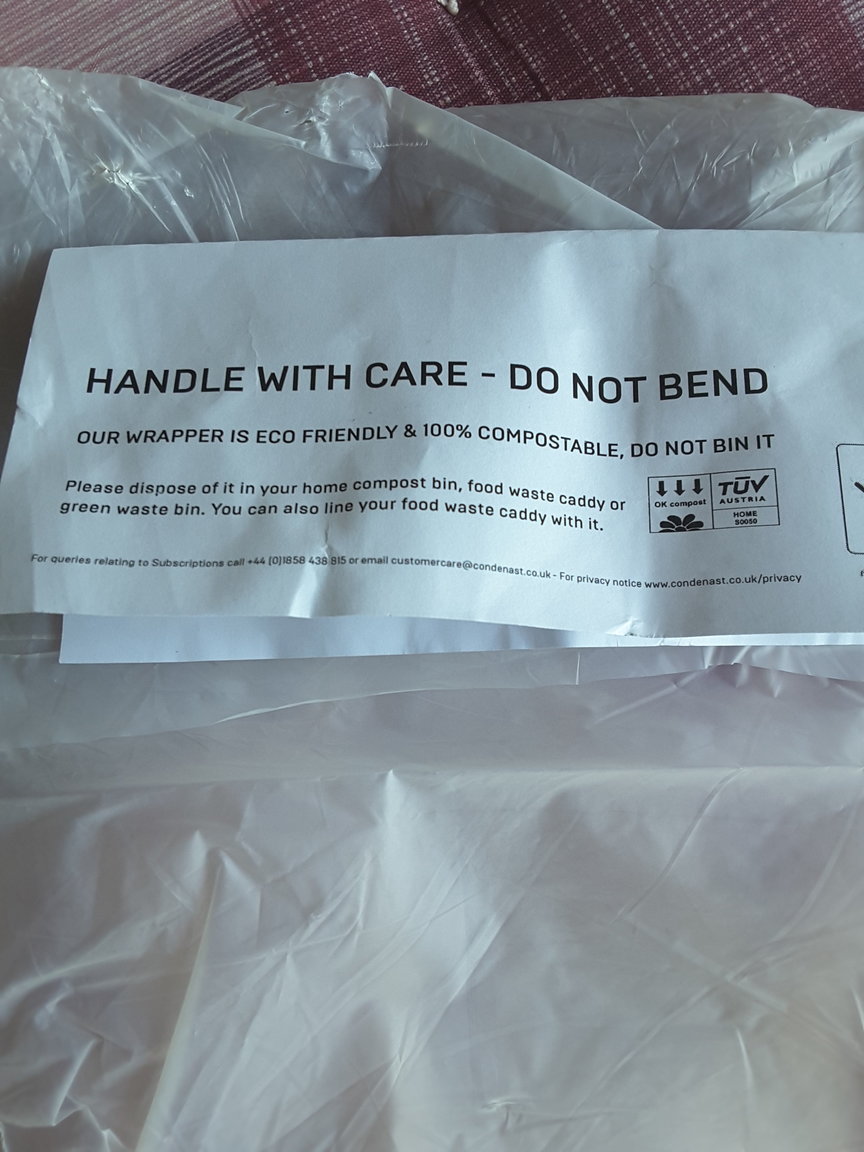 HANDLE WITH CARE - DO NOT BEND
OUR WRAPPER IS ECO FRIENDLY & 100% COMPOSTABLE, DO NOT BIN IT
Please dispose of it in your home compost bin, food waste caddy or
green waste bin. You can also line your food waste caddy with it.
OK compost
TÜV
AUSTRIA
HOME
S0050
For queries relating to Subscriptions call +44 (0)1858 438 815 or email customercare@condenast.co.uk - For privacy notice www.condenast.co.uk/privacy